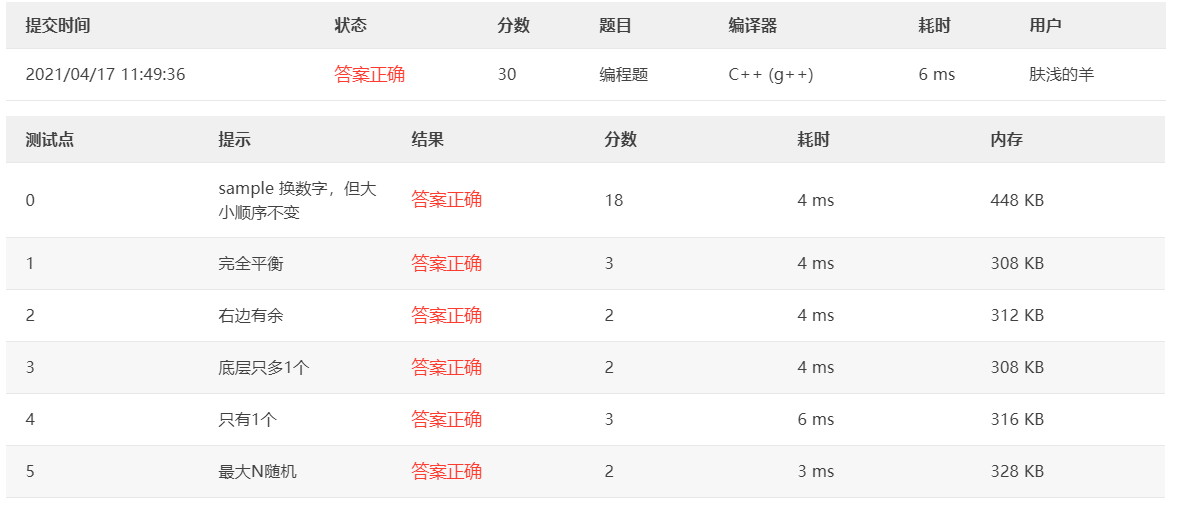 提交时间 状态 分数 题目 编译器 耗时 用户
2021/04/17 11:49:36 答案正确 30 编程题 C++ (g++) 6 ms 肤浅的羊
测试点 提示 结果 分数 耗时 内存
0 sample 换数字，但大小顺序不变 答案正确 18 4 ms 448 KB
1 完全平衡 答案正确 3 4 ms 308 KB
2 右边有余 答案正确 2 4 ms 312 KB
3 底层只多1个 答案正确 2 4 ms 308 KB
4 只有1个 答案正确 3 6 ms 316 KB
5 最大N随机 答案正确 2 3 ms 328 KB